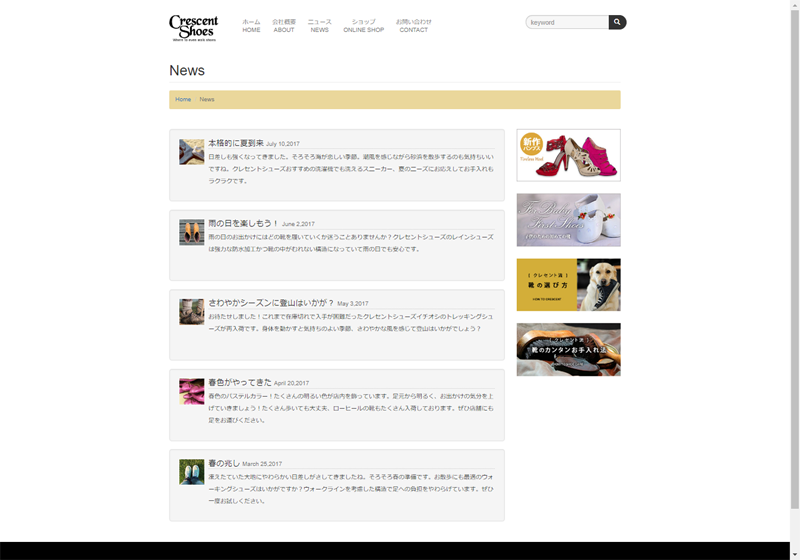 Crescent
Shoes
ホーム 会社概要 ニュース ショップ お問い合わせ
HOME ABOUT NEWS ONLINE SHOP CONTACT
keyword
News
Home News
本格的に夏到来 July 10,2017
日差しも強くなってきました。そろそろ海が恋しい季節。潮風を感じながら砂浜を散歩するのも気持ちいい
ですね。クレセントシューズおすすめの洗濯機でも洗えるスニーカー、夏のニーズにお応えしてお手入れも
ラクラクです。
雨の日を楽しもう！ June 2,2017
雨の日のお出かけにはどの靴を履いていくか迷うことありませんか？クレセントシューズのレインシューズ
は強力な防水加工かつ靴の中がむれない構造になっていて雨の日でも安心です。
さわやかシーズンに登山はいかが？ May 3,2017
お待たせしました！これまで在庫切れで入手が困難だったクレセントシューズイチオシのトレッキングシュ
ーズが再入荷です。身体を動かすと気持ちのよい季節、さわやかな風を感じて登山はいかがでしょう？
春色がやってきた April 20,2017
春色のパステルカラー！たくさんの明るい色が店内を飾っています。足元から明るく、お出かけの気分を上
げていきましょう！たくさん歩いても大丈夫、ローヒールの靴もたくさん入荷しております。ぜひ店舗にも
足をお運びください。
春の兆し March 25,2017
凍えたていた大地にやわらかい日差しがさしてきましたね。そろそろ春の準備です。お散歩にも最適のウォ
ーキングシューズはいかがですか？ウォークラインを考慮した構造で足への負担をやわらげています。ぜひ
一度お試しください。
新作
パンプス
For Baby
First Shoes
［ クレセント流 ］
靴の選び方
HOW TO CRESCENT
［ クレセント流 ］
靴のカンタンお手入れ法